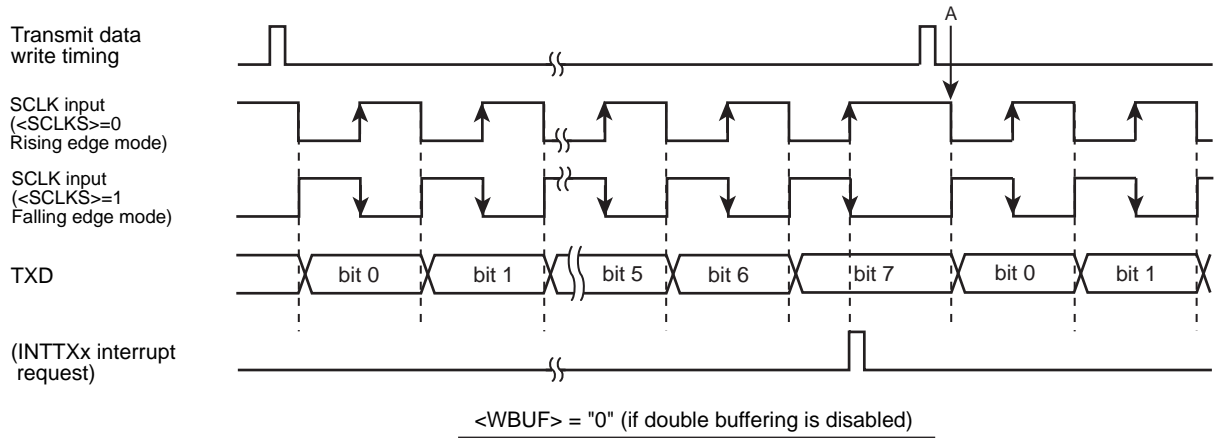 A
Transmit data
write timing
SCLK input
(<SCLKS>=0
Rising edge mode)
SCLK input
(<SCLKS>=1
Falling edge mode)
TXD
bit 0
bit 1
bit 5
bit 6
bit 7
bit 0
bit 1
(INTTXx interrupt
request)
<WBUF> = "0" (if double buffering is disabled)